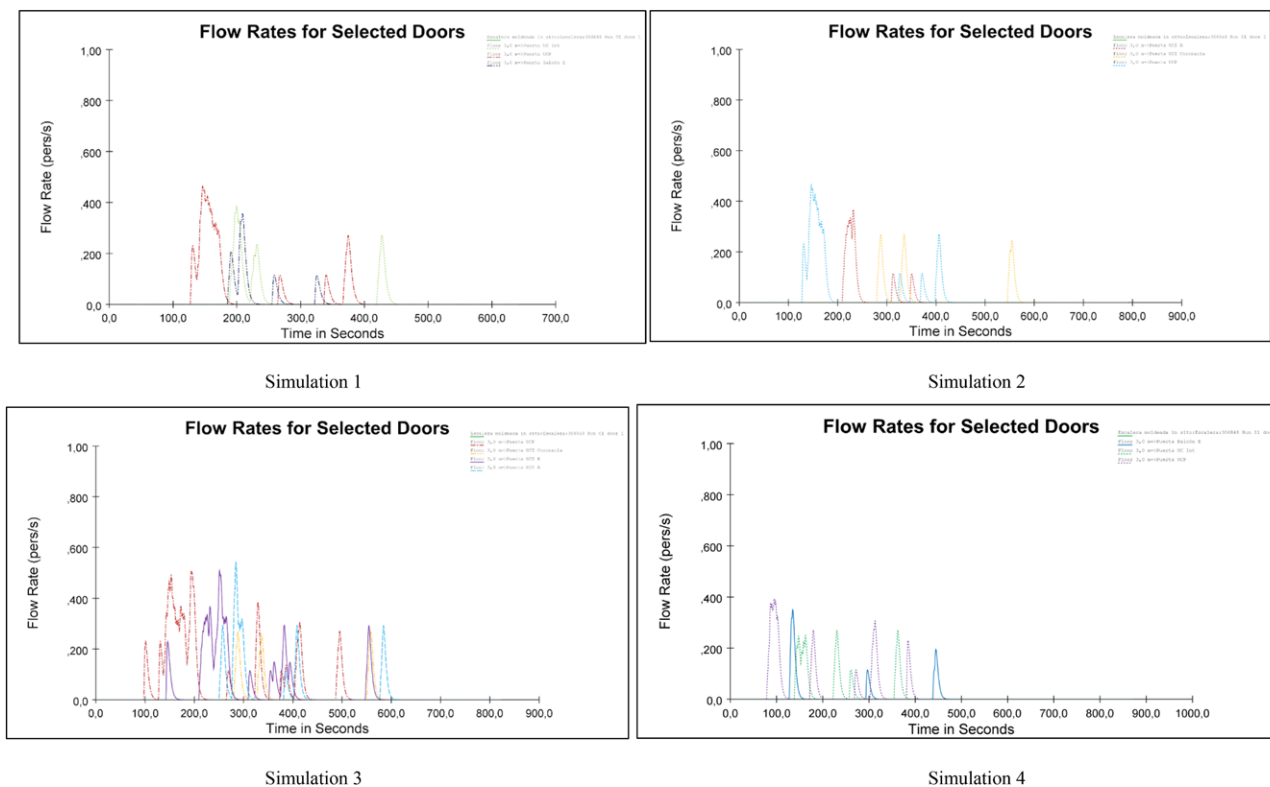 Flow Rates for Selected Doors
1,00
,800
,600
,400
,200
0,0
Flow Rate (pers/s)
0,0 100,0 200,0 300,0 400,0 500,0 600,0 700,0
Time in Seconds
Simulation 1
Flow Rates for Selected Doors
1,00
,800
,600
,400
,200
0,0
Flow Rate (pers/s)
0,0 100,0 200,0 300,0 400,0 500,0 600,0 700,0 800,0 900,0
Time in Seconds
Simulation 2
Flow Rates for Selected Doors
1,00
,800
,600
,400
,200
0,0
Flow Rate (pers/s)
0,0 100,0 200,0 300,0 400,0 500,0 600,0 700,0 800,0 900,0
Time in Seconds
Simulation 3
Flow Rates for Selected Doors
1,00
,800
,600
,400
,200
0,0
Flow Rate (pers/s)
0,0 100,0 200,0 300,0 400,0 500,0 600,0 700,0 800,0 900,0 1000,0
Time in Seconds
Simulation 4